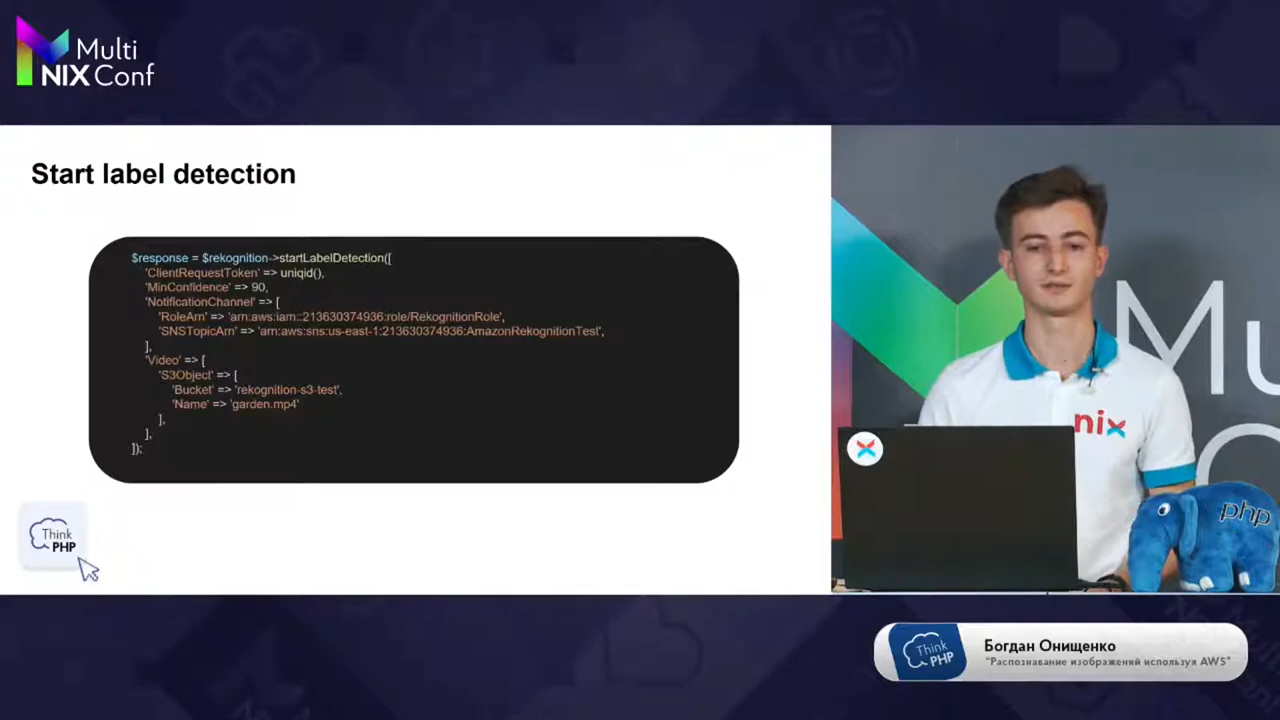 Multi
NIX Conf
Start label detection
$response = $rekognition->startLabelDetection([
'ClientRequestToken' => uniqid(),
'MinConfidence' => 90,
'NotificationChannel' => [
'RoleArn' => 'arn:aws:iam::213630374936:role/RekognitionRole',
'SNSTopicArn' => 'arn:aws:sns:us-east-1:213630374936:AmazonRekognitionTest',
],
'Video' => [
'S3Object' => [
'Bucket' => 'rekognition-s3-test',
'Name' => 'garden.mp4'
],
],
]);
Think
PHP
nix
php
Think
PHP
Богдан Онищенко
"Распознавание изображений используя AWS"